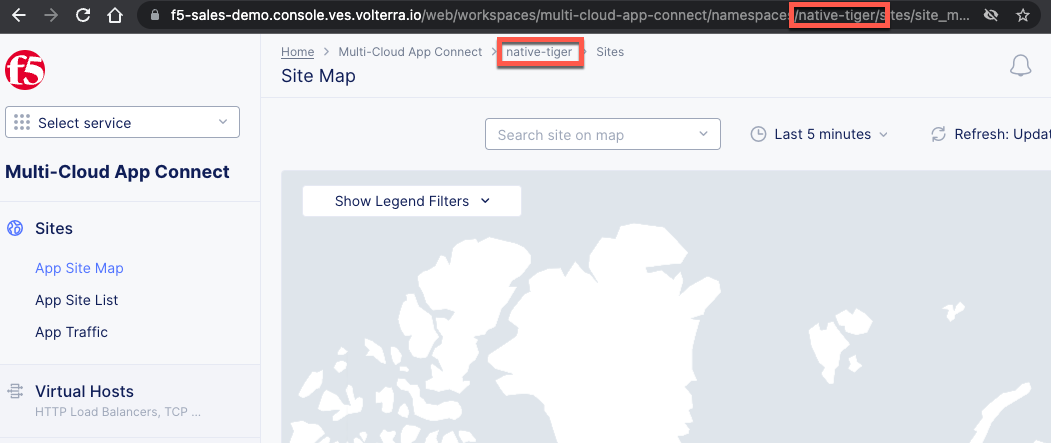 f5-sales-demo.console.ves.volterra.io/web/workspaces/multi-cloud-app-connect/namespaces/native-tiger/sites/site_m...
Home > Multi-Cloud App Connect > native-tiger > Sites
Site Map
f5
Select service
Search site on map
Last 5 minutes
Refresh: Updat
Multi-Cloud App Connect
Show Legend Filters
Sites
App Site Map
App Site List
App Traffic
Virtual Hosts
HTTP Load Balancers, TCP ...